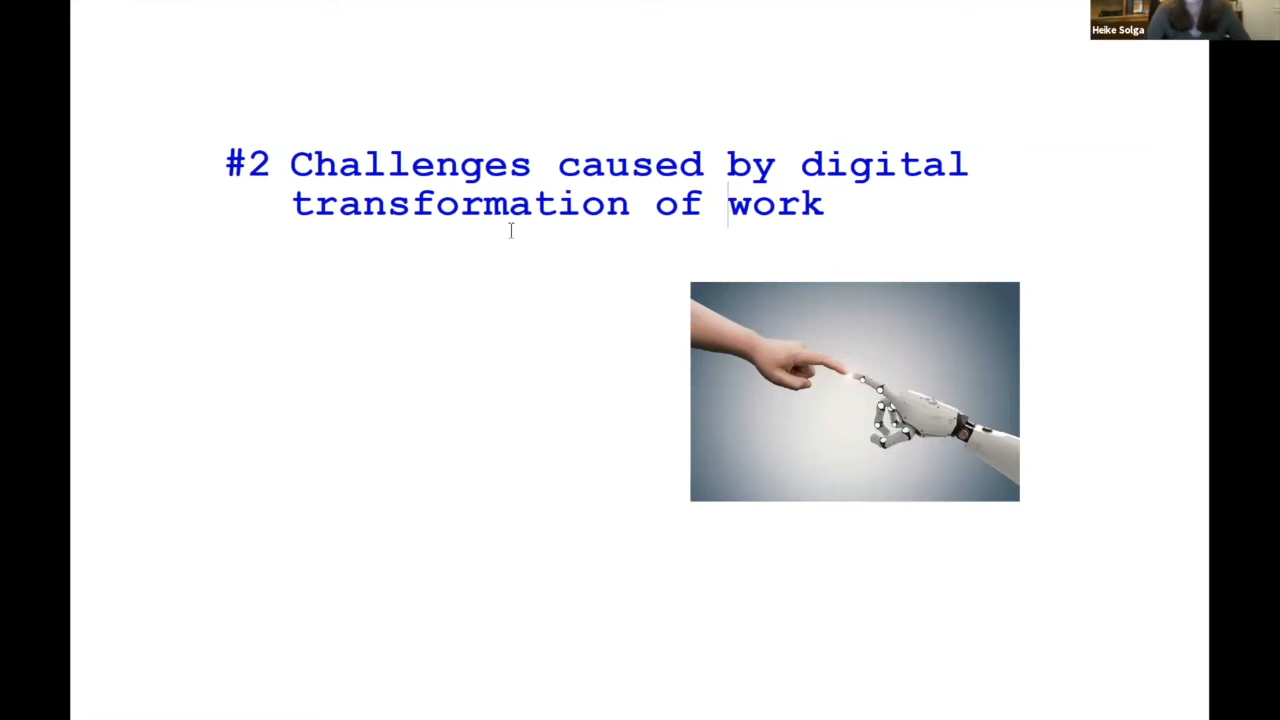 Heike Solga
#2 Challenges caused by digital
transformation of work